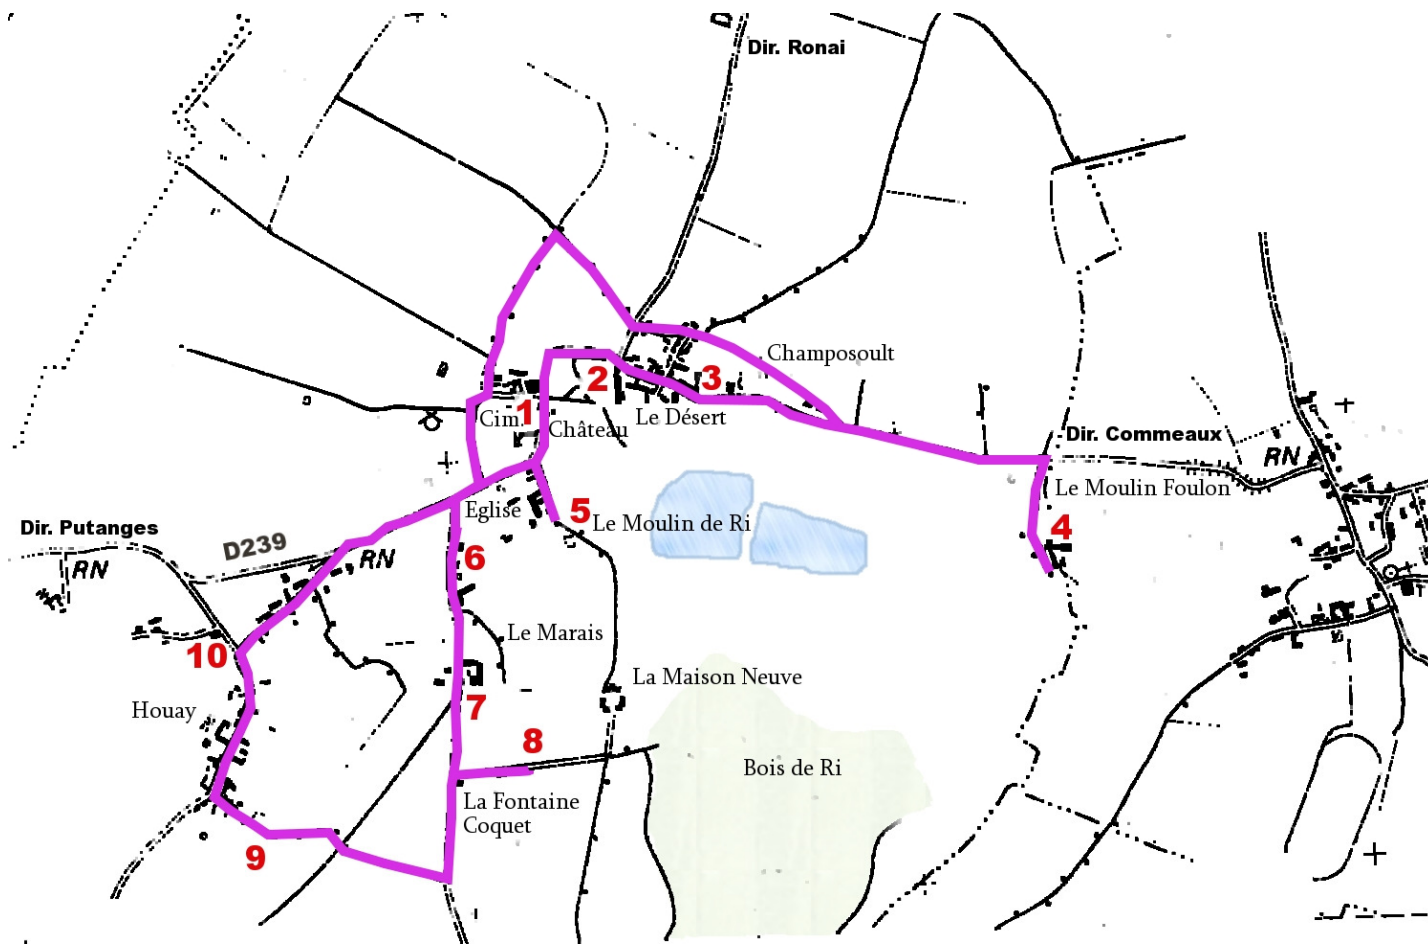 D
Dir. Ronai
Champosoult
2
3
1
Cim.
Château
Le Désert
Dir. Commeaux
RN
Le Moulin Foulon
Eglise
5
Le Moulin de Ri
4
Dir. Putanges
D239
RN
RN
6
Le Marais
10
7
La Maison Neuve
Houay
8
Bois de Ri
La Fontaine
Coquet
9